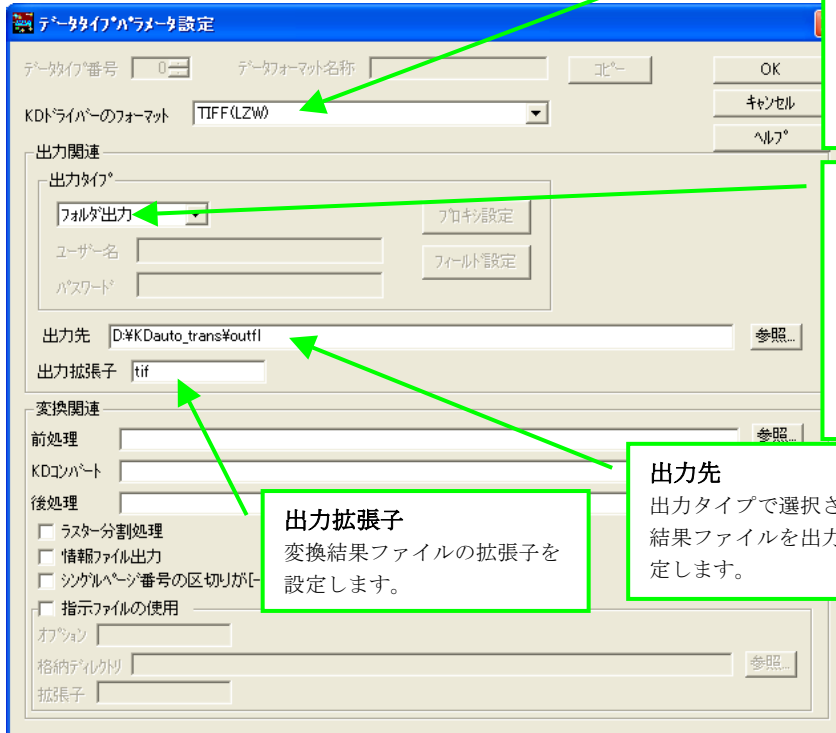 データタイプパラメータ設定
データタイプ番号 0 データフォーマット名称 コピー OK
KDドライバーのフォーマット TIFF(LZW) キャンセル
ヘルプ
出力関連
出力タイプ
フォルダ出力 プロキシ設定
ユーザー名 フィールド設定
パスワード
出力先 D:¥KDauto_trans¥outfl 参照...
出力拡張子 tif
変換関連
前処理 参照...
KDコンバート
後処理
ラスター分割処理
情報ファイル出力
シングルページ番号の区切りが[-
指示ファイルの使用
オプション
格納ディレクトリ 参照...
拡張子
出力拡張子
変換結果ファイルの拡張子を
設定します。
出力先
出力タイプで選択さ
結果ファイルを出力
定します。